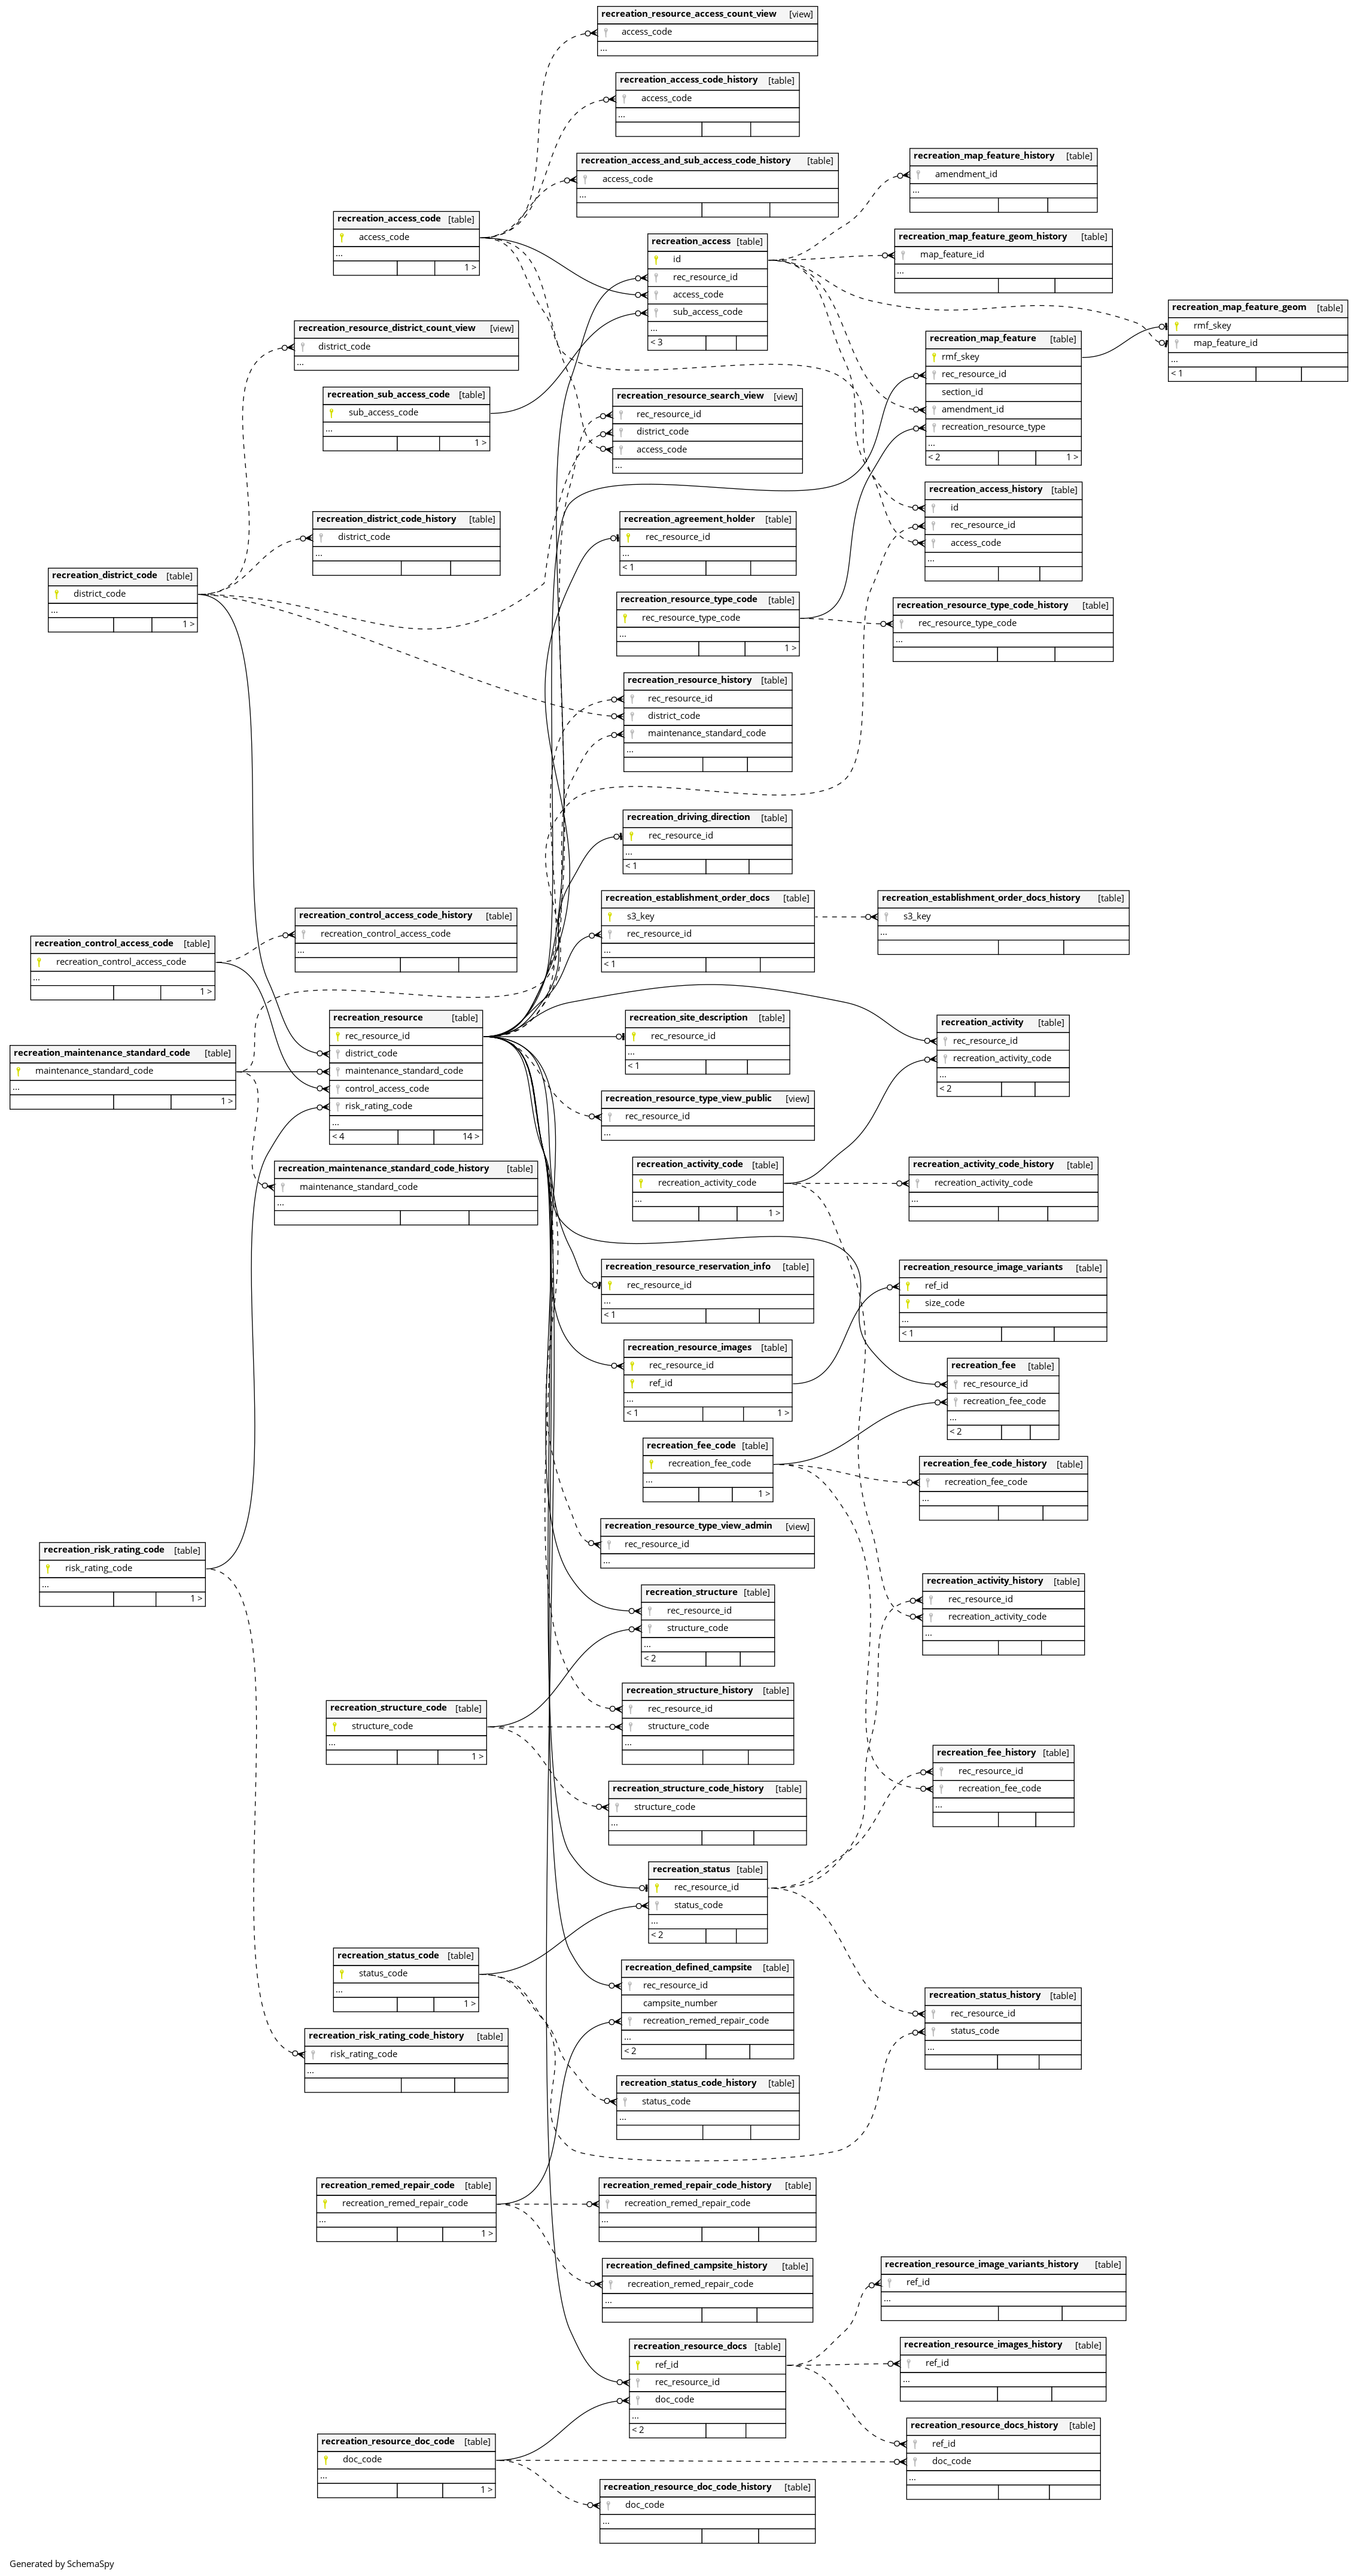 recreation_resource_access_count_view [view]
access_code
...
recreation_access_code_history [table]
access_code
...
recreation_access_and_sub_access_code_history [table]
access_code
...
recreation_map_feature_history [table]
amendment_id
...
recreation_access_code [table]
access_code
...
1 >
recreation_access [table]
id
rec_resource_id
access_code
sub_access_code
...
< 3
recreation_map_feature_geom_history [table]
map_feature_id
...
recreation_map_feature_geom [table]
rmf_skey
map_feature_id
...
< 1
recreation_resource_district_count_view [view]
district_code
...
recreation_map_feature [table]
rmf_skey
rec_resource_id
section_id
amendment_id
recreation_resource_type
...
< 2 1 >
recreation_sub_access_code [table]
sub_access_code
...
1 >
recreation_resource_search_view [view]
rec_resource_id
district_code
access_code
...
recreation_access_history [table]
id
rec_resource_id
access_code
...
recreation_district_code_history [table]
district_code
...
recreation_agreement_holder [table]
rec_resource_id
...
< 1
recreation_district_code [table]
district_code
...
1 >
recreation_resource_type_code [table]
rec_resource_type_code
...
1 >
recreation_resource_type_code_history [table]
rec_resource_type_code
...
recreation_resource_history [table]
rec_resource_id
district_code
maintenance_standard_code
...
recreation_driving_direction [table]
rec_resource_id
...
< 1
recreation_establishment_order_docs [table]
s3_key
rec_resource_id
...
< 1
recreation_establishment_order_docs_history [table]
s3_key
...
recreation_control_access_code_history [table]
recreation_control_access_code
...
recreation_control_access_code [table]
recreation_control_access_code
...
1 >
recreation_resource [table]
rec_resource_id
district_code
maintenance_standard_code
control_access_code
risk_rating_code
...
< 4 14 >
recreation_site_description [table]
rec_resource_id
...
< 1
recreation_activity [table]
rec_resource_id
recreation_activity_code
...
< 2
recreation_maintenance_standard_code [table]
maintenance_standard_code
...
1 >
recreation_resource_type_view_public [view]
rec_resource_id
...
recreation_maintenance_standard_code_history [table]
maintenance_standard_code
...
recreation_activity_code [table]
recreation_activity_code
...
1 >
recreation_activity_code_history [table]
recreation_activity_code
...
recreation_resource_reservation_info [table]
rec_resource_id
...
< 1
recreation_resource_image_variants [table]
ref_id
size_code
...
< 1
recreation_resource_images [table]
rec_resource_id
ref_id
...
< 1 1 >
recreation_fee [table]
rec_resource_id
recreation_fee_code
...
< 2
recreation_fee_code [table]
recreation_fee_code
...
1 >
recreation_fee_code_history [table]
recreation_fee_code
...
recreation_resource_type_view_admin [view]
rec_resource_id
...
recreation_risk_rating_code [table]
risk_rating_code
...
1 >
recreation_structure [table]
rec_resource_id
structure_code
...
< 2
recreation_activity_history [table]
rec_resource_id
recreation_activity_code
...
recreation_structure_code [table]
structure_code
...
1 >
recreation_structure_history [table]
rec_resource_id
structure_code
...
recreation_fee_history [table]
rec_resource_id
recreation_fee_code
...
recreation_structure_code_history [table]
structure_code
...
recreation_status [table]
rec_resource_id
status_code
...
< 2
recreation_status_code [table]
status_code
...
1 >
recreation_defined_campsite [table]
rec_resource_id
campsite_number
recreation_remed_repair_code
...
< 2
recreation_status_history [table]
rec_resource_id
status_code
...
recreation_risk_rating_code_history [table]
risk_rating_code
...
recreation_status_code_history [table]
status_code
...
recreation_remed_repair_code [table]
recreation_remed_repair_code
...
1 >
recreation_remed_repair_code_history [table]
recreation_remed_repair_code
...
recreation_defined_campsite_history [table]
recreation_remed_repair_code
...
recreation_resource_image_variants_history [table]
ref_id
...
recreation_resource_docs [table]
ref_id
rec_resource_id
doc_code
...
< 2
recreation_resource_images_history [table]
ref_id
...
recreation_resource_doc_code [table]
doc_code
...
1 >
recreation_resource_docs_history [table]
ref_id
doc_code
...
recreation_resource_doc_code_history [table]
doc_code
...
Generated by SchemaSpy